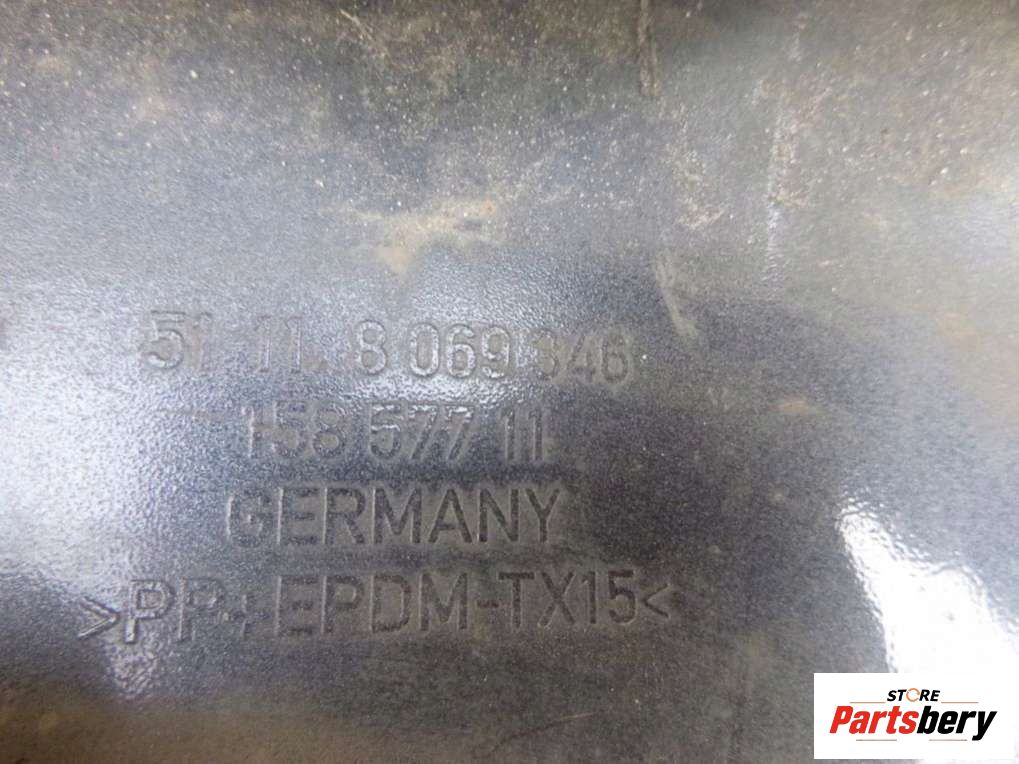 51 11. 8 069 346
158 577 11
GERMANY
>PP+EPDM-TX15<
STORE
Partsbery